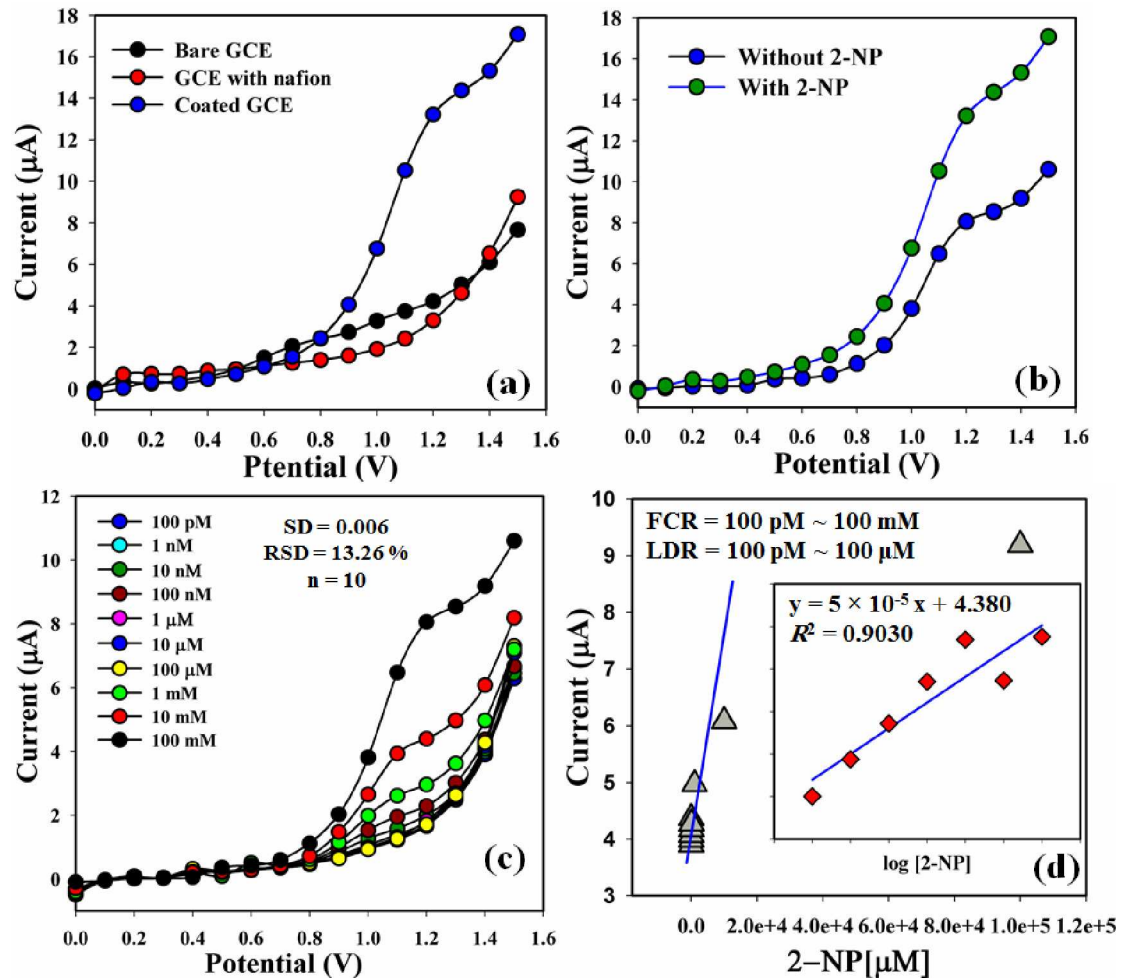 18
16
14
12
10
8
6
4
2
0
Current (µA)
Bare GCE
GCE with nafion
Coated GCE
(a)
0.0 0.2 0.4 0.6 0.8 1.0 1.2 1.4 1.6
Ptential (V)
18
16
14
12
10
8
6
4
2
0
Current (µA)
Without 2-NP
With 2-NP
(b)
0.0 0.2 0.4 0.6 0.8 1.0 1.2 1.4 1.6
Potential (V)
12
10
8
6
4
2
0
Current (µA)
100 pM
1 nM
10 nM
100 nM
1 µM
10 µM
100 µM
1 mM
10 mM
100 mM
SD = 0.006
RSD = 13.26 %
n = 10
(c)
0.0 0.2 0.4 0.6 0.8 1.0 1.2 1.4 1.6
Potential (V)
10
9
8
7
6
5
4
3
Current (µA)
FCR = 100 pM ~ 100 mM
LDR = 100 pM ~ 100 µM
y = 5 × 10⁻⁵ x + 4.380
R² = 0.9030
log [2-NP]
(d)
0.0 2.0e+4 4.0e+4 6.0e+4 8.0e+4 1.0e+5 1.2e+5
2−NP[µM]